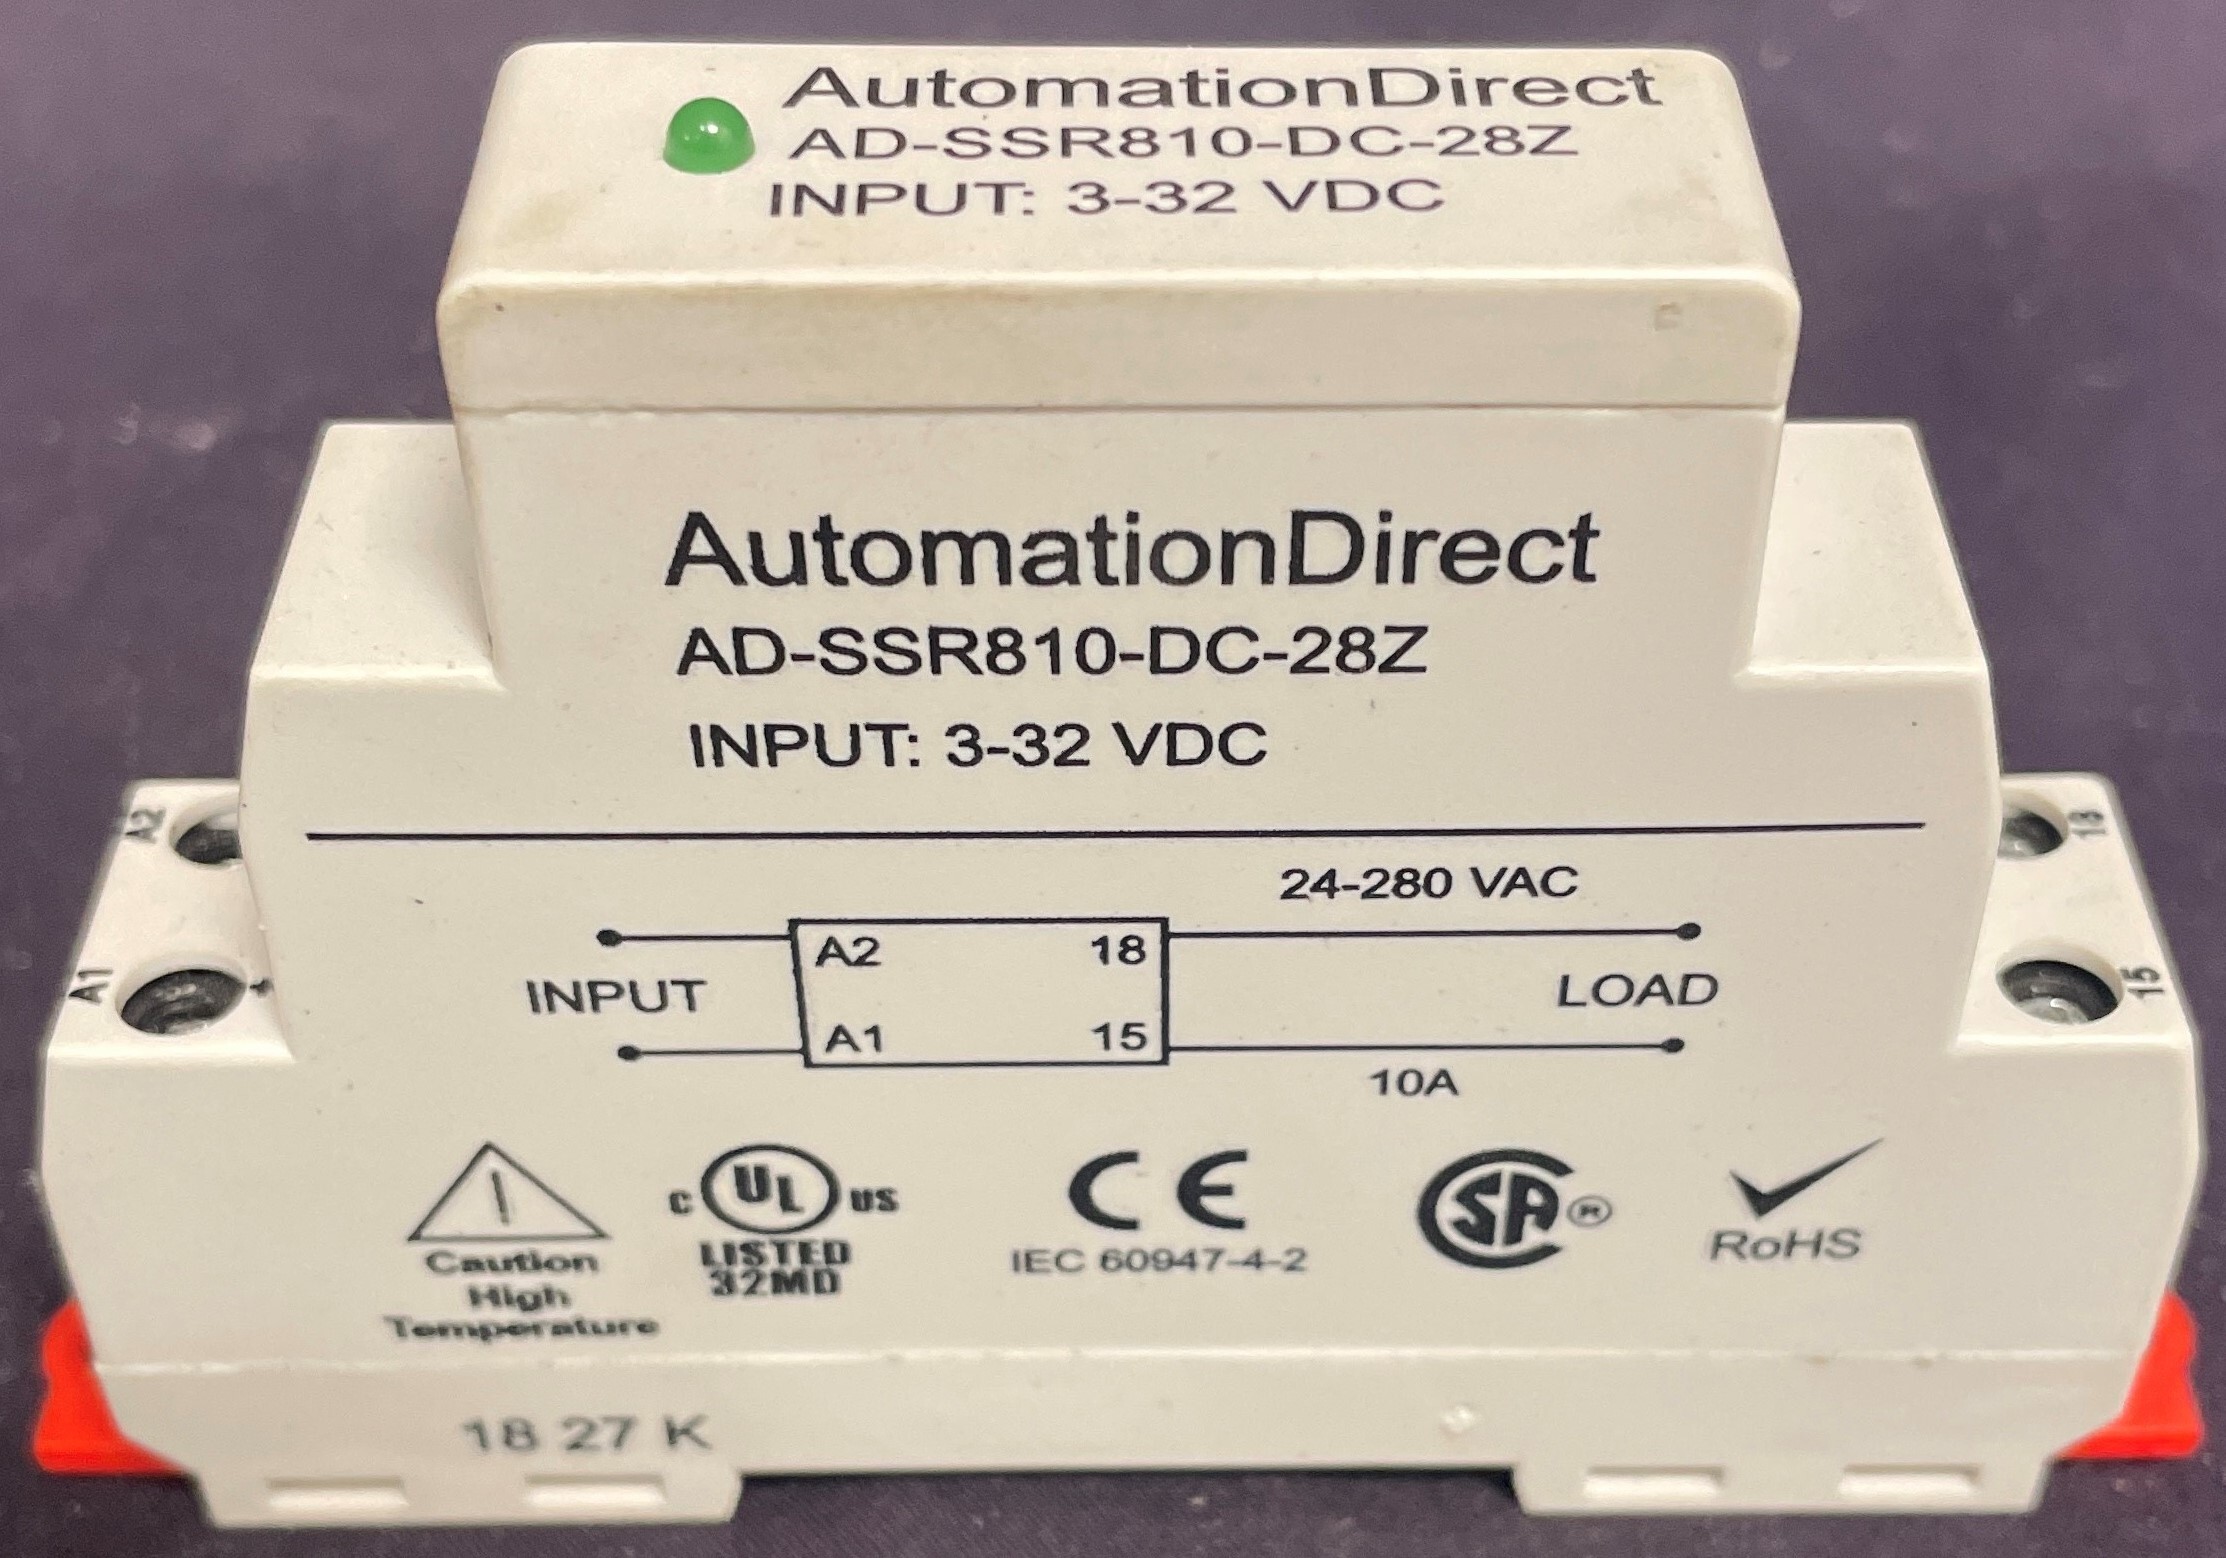 AutomationDirect
AD-SSR810-DC-28Z
INPUT: 3-32 VDC
AutomationDirect
AD-SSR810-DC-28Z
INPUT: 3-32 VDC
A2
18
A1
15
24-280 VAC
A2 18
INPUT LOAD
A1 15
10A
Caution
High
Temperature
C UL US
LISTED
32MD
CE
IEC 60947-4-2
SA ®
RoHS
18 27 K